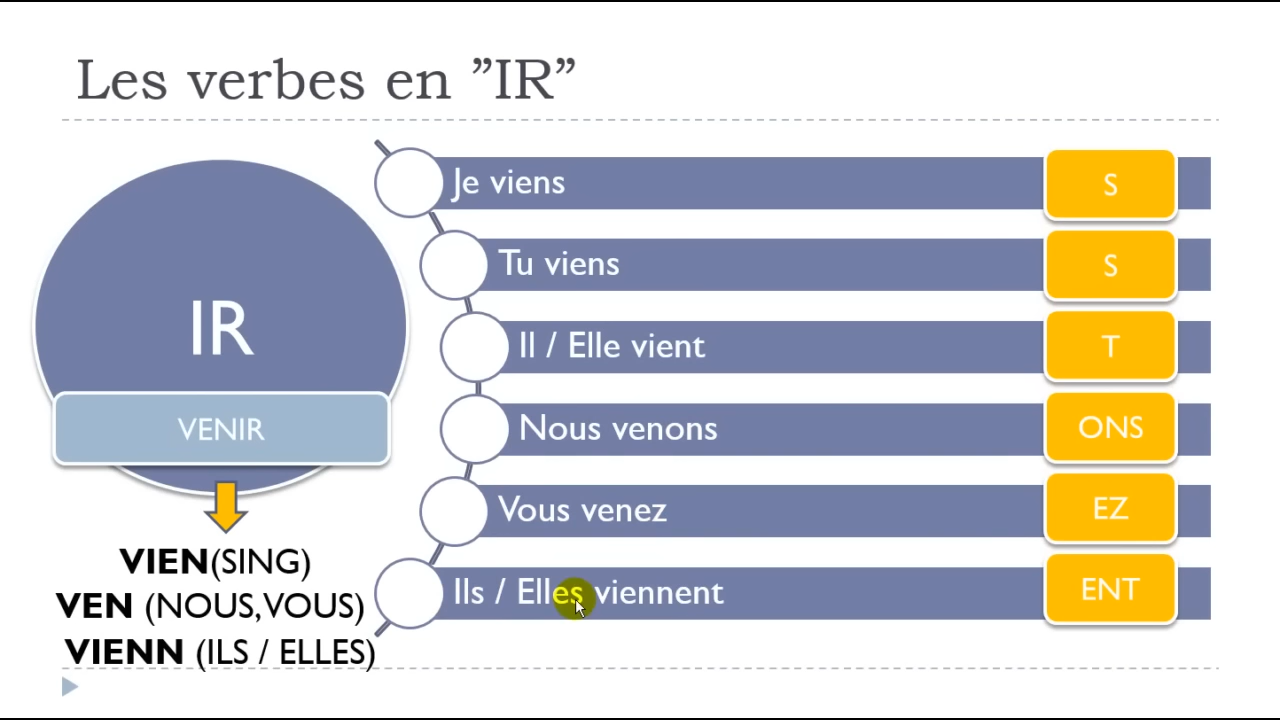 Les verbes en ”IR”
IR
VENIR
VIEN(SING)
VEN (NOUS,VOUS)
VIENN (ILS / ELLES)
Je viens S
Tu viens S
Il / Elle vient T
Nous venons ONS
Vous venez EZ
Ils / Elles viennent ENT